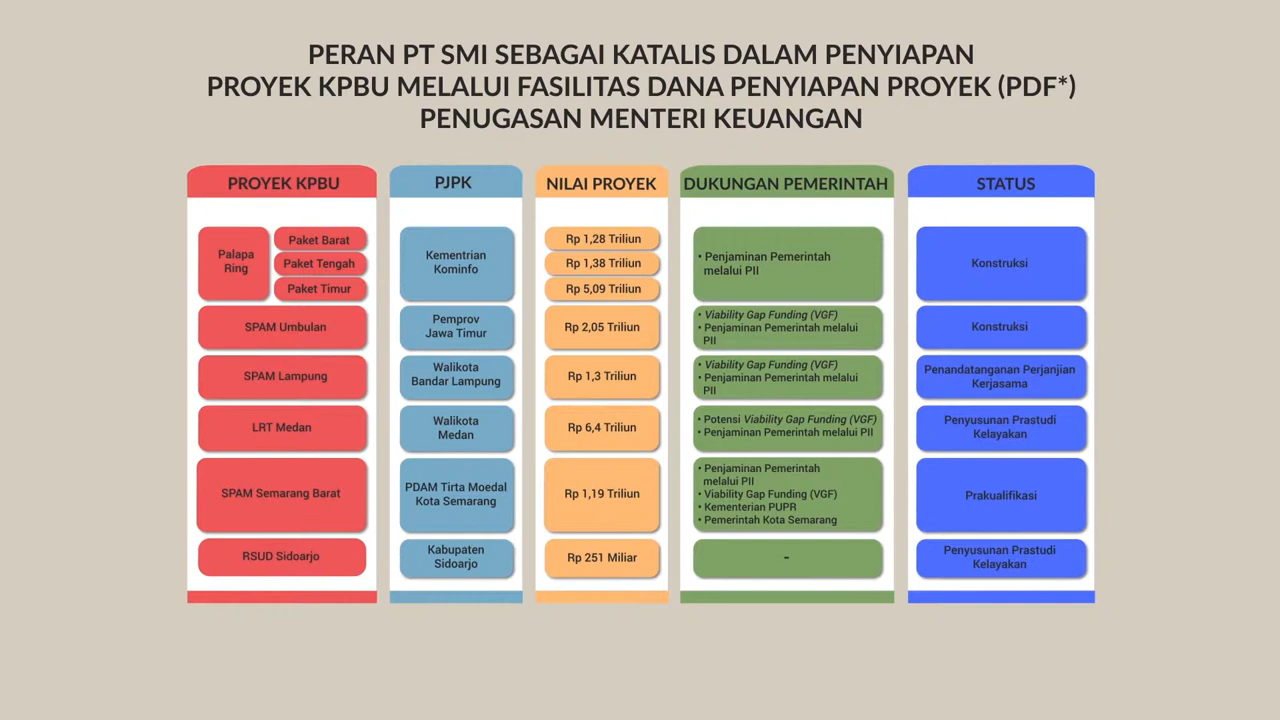 PERAN PT SMI SEBAGAI KATALIS DALAM PENYIAPAN
PROYEK KPBU MELALUI FASILITAS DANA PENYIAPAN PROYEK (PDF*)
PENUGASAN MENTERI KEUANGAN
PROYEK KPBU
PJPK
NILAI PROYEK
DUKUNGAN PEMERINTAH
STATUS
Palapa
Ring
Paket Barat
Paket Tengah
Paket Timur
Kementrian
Kominfo
Rp 1,28 Triliun
Rp 1,38 Triliun
Rp 5,09 Triliun
• Penjaminan Pemerintah
melalui PII
Konstruksi
SPAM Umbulan
Pemprov
Jawa Timur
Rp 2,05 Triliun
• Viability Gap Funding (VGF)
• Penjaminan Pemerintah melalui
PII
Konstruksi
SPAM Lampung
Walikota
Bandar Lampung
Rp 1,3 Triliun
• Viability Gap Funding (VGF)
• Penjaminan Pemerintah melalui
PII
Penandatanganan Perjanjian
Kerjasama
LRT Medan
Walikota
Medan
Rp 6,4 Triliun
• Potensi Viability Gap Funding (VGF)
• Penjaminan Pemerintah melalui PII
Penyusunan Prastudi
Kelayakan
SPAM Semarang Barat
PDAM Tirta Moedal
Kota Semarang
Rp 1,19 Triliun
• Penjaminan Pemerintah
melalui PII
• Viability Gap Funding (VGF)
• Kementerian PUPR
• Pemerintah Kota Semarang
Prakualifikasi
RSUD Sidoarjo
Kabupaten
Sidoarjo
Rp 251 Miliar
-
Penyusunan Prastudi
Kelayakan